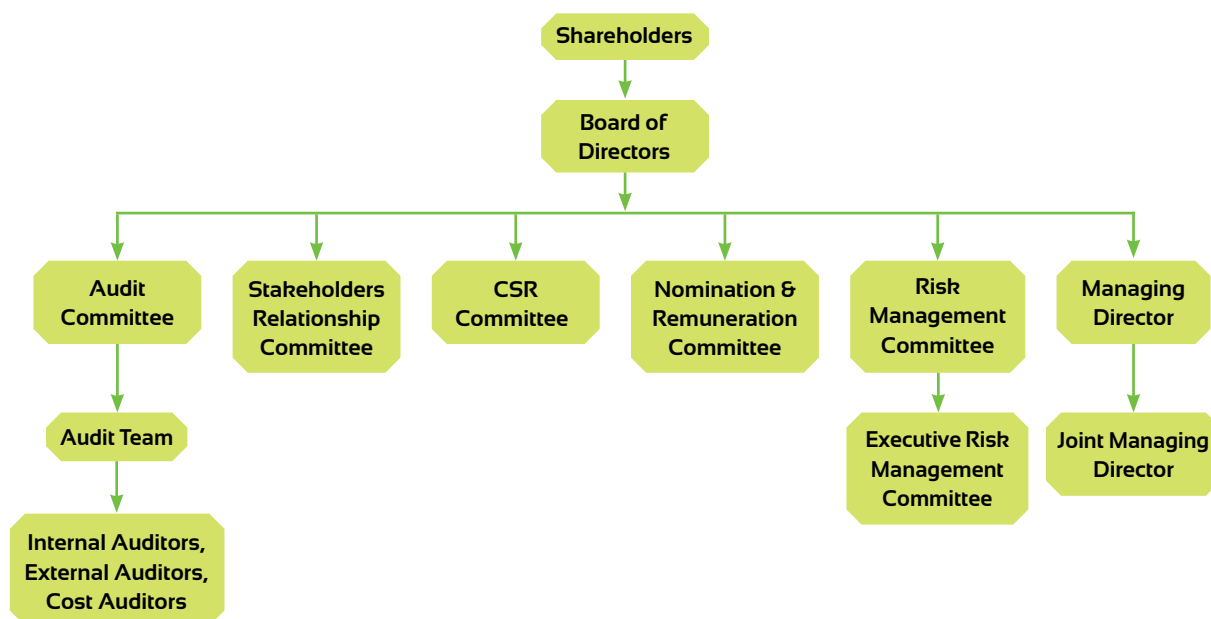 Shareholders
Board of
Directors
Audit
Committee
Stakeholders
Relationship
Committee
CSR
Committee
Nomination &
Remuneration
Committee
Risk
Management
Committee
Managing
Director
Audit Team
Executive Risk
Management
Committee
Joint Managing
Director
Internal Auditors,
External Auditors,
Cost Auditors